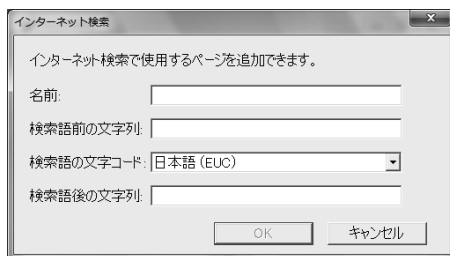 インターネット検索
インターネット検索で使用するページを追加できます。
名前:
検索語前の文字列:
検索語の文字コード: 日本語 (EUC)
検索語後の文字列:
OK キャンセル